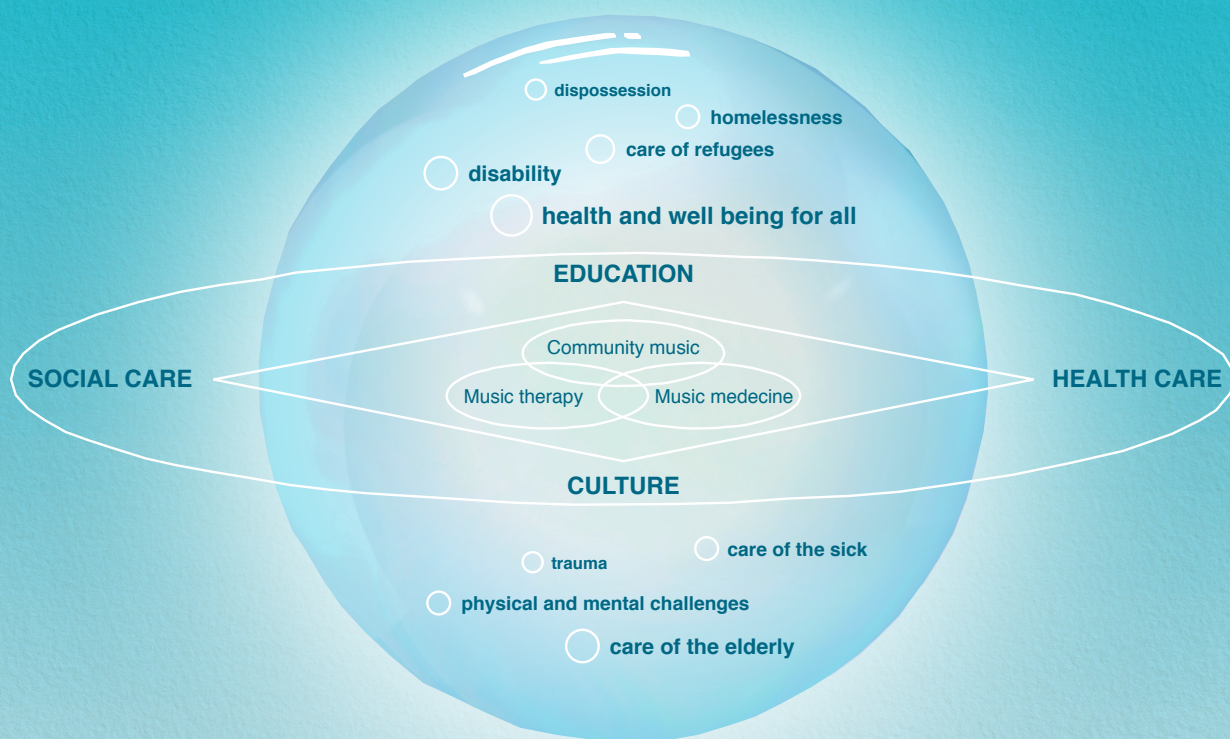 dispossession
homelessness
care of refugees
disability
health and well being for all
EDUCATION
Community music
SOCIAL CARE
HEALTH CARE
Music therapy
Music medecine
CULTURE
care of the sick
trauma
physical and mental challenges
care of the elderly